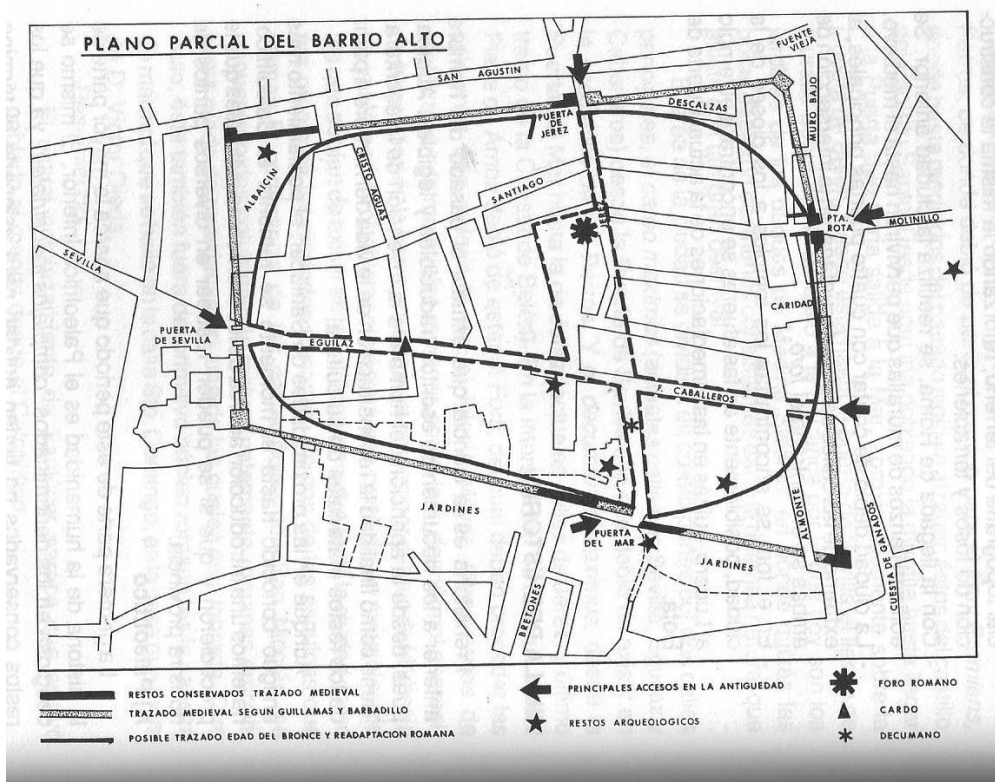 PLANO PARCIAL DEL BARRIO ALTO
SAN AGUSTIN
FUENTE
VIEJA
DESCALZAS
MURO BAJO
PUERTA
DE
JEREZ
ALBAICIN
CRISTO AGUAS
SANTIAGO
JEREZ
PTA.
ROTA
MOLINILLO
SEVILLA
CARIDAD
PUERTA
DE SEVILLA
EGUILAZ
F. CABALLEROS
JARDINES
PUERTA
DEL MAR
ALMONTE
JARDINES
BRETONES
CUESTA DE GANADOS
RESTOS CONSERVADOS TRAZADO MEDIEVAL
TRAZADO MEDIEVAL SEGUN GUILLAMAS Y BARBADILLO
POSIBLE TRAZADO EDAD DEL BRONCE Y READAPTACION ROMANA
PRINCIPALES ACCESOS EN LA ANTIGUEDAD
RESTOS ARQUEOLOGICOS
FORO ROMANO
CARDO
DECUMANO